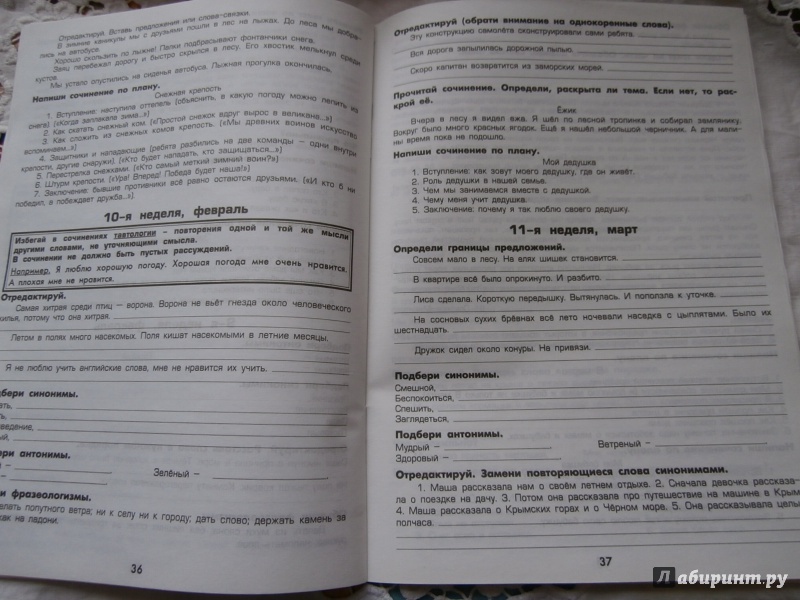 Отредактируй. Вставь предложения или слова-связки.
В зимние каникулы мы с друзьями пошли в лес на лыжах. До леса мы добра-
лись на автобусе.
Хорошо скользить по лыжне! Палки подбрасывают фонтанчики снега.
Заяц перебежал дорогу и быстро скрылся в лесу. Его хвостик мелькнул среди
кустов.
Мы устало опустились на сиденья автобуса. Лыжная прогулка окончилась.
Напиши сочинение по плану.
Снежная крепость
1. Вступление: наступила оттепель (объяснить, в какую погоду можно лепить из
снега) («Когда заплакала зима...»)
2. Как скатать снежный ком («Простой снежок вдруг вырос в великана...»)
3. Как сложить из снежных комов крепость. («Мы древних воинов искусство
вспоминаем...»)
4. Защитники и нападающие (ребята разбились на две команды – одни внутри
крепости, другие снаружи). («Кто будет нападать, кто защищаться...»)
5. Перестрелка снежками. («Кто самый меткий зимний воин?»)
6. Штурм крепости. («Ура! Вперёд! Победа будет наша!»)
7. Заключение: бывшие противники всё равно остаются друзьями. («И кто б ни
победил, а побеждает дружба...»).
10-я неделя, февраль
Избегай в сочинениях тавтологии – повторения одной и той же мысли
другими словами, не уточняющими смысла.
В сочинении не должно быть пустых рассуждений.
Например. Я люблю хорошую погоду. Хорошая погода мне очень нравится.
А плохая мне не нравится.
Отредактируй.
Самая хитрая среди птиц — ворона. Ворона не вьёт гнезда около человеческого
жилья, потому что она хитрая.
Летом в полях много насекомых. Поля кишат насекомыми в летние месяцы.
Я не люблю учить английские слова, мне не нравится их учить.
бери синонимы.
ать,
ь,
ведение,
ый,
ери антонимы.
—
Зелёный –
—
и фразеологизмы.
елать попутного ветра; ни к селу ни к городу; дать слово; держать камень за
как на ладони.
36
Отредактируй (обрати внимание на однокоренные слова).
Эту конструкцию самолёта сконструировали сами ребята.
Вся дорога запылилась дорожной пылью.
Скоро капитан возвратится из заморских морей.
Прочитай сочинение. Определи, раскрыта ли тема. Если нет, то рас-
крой её.
Ёжик
Вчера в лесу я видел ежа. Я шёл по лесной тропинке и собирал землянику.
Вокруг было много красных ягодок. Ещё я нашёл небольшой черничник. А для мали-
ны время пока не подошло.
Напиши сочинение по плану.
Мой дедушка
1. Вступление: как зовут моего дедушку, где он живёт.
2. Роль дедушки в нашей семье.
3. Чем мы занимаемся вместе с дедушкой.
4. Чему меня учит дедушка.
5. Заключение: почему я так люблю своего дедушку.
11-я неделя, март
Определи границы предложений.
Совсем мало в лесу. На елях шишек становится.
В квартире всё было опрокинуто. И разбито.
Лиса сделала. Короткую передышку. Вытянулась. И поползла к уточке.
На сосновых сухих брёвнах всё лето ночевали наседка с цыплятами. Было их
шестнадцать.
Дружок сидел около конуры. На привязи.
Подбери синонимы.
Смешной,
Беспокоиться,
Спешить,
Заглядеться,
Подбери антонимы.
Мудрый –
Ветреный –
Здоровый –
Отредактируй. Замени повторяющиеся слова синонимами.
1. Маша рассказала нам о своём летнем отдыхе. 2. Сначала девочка рассказа-
ла о поездке на дачу. 3. Потом она рассказала про путешествие на машине в Крым
4. Маша рассказала о Крымских горах и о Чёрном море. 5. Она рассказывала целы
полчаса.
37
Лабиринт.ру